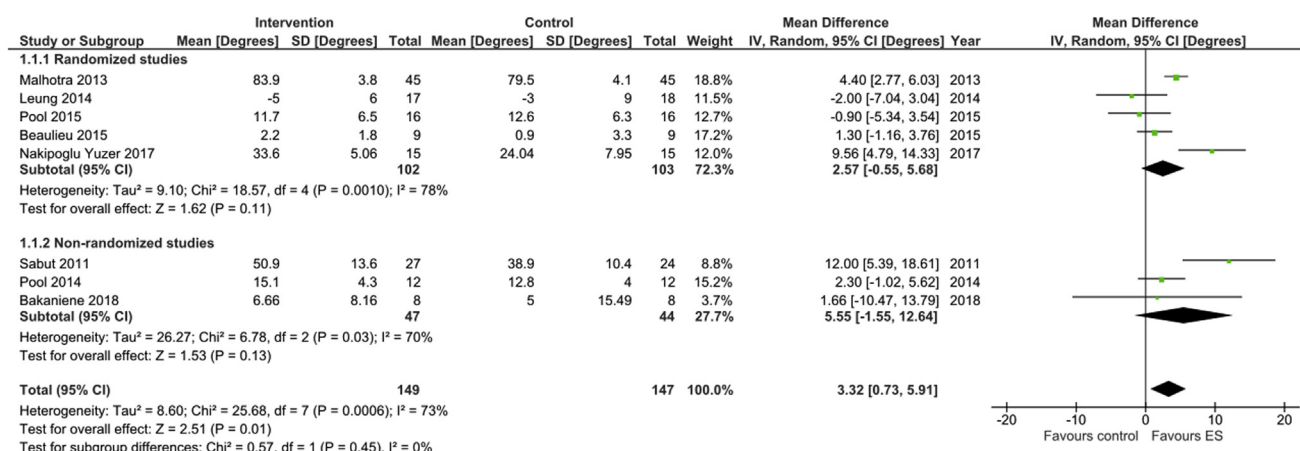 Intervention Control Mean Difference Mean Difference
Study or Subgroup Mean [Degrees] SD [Degrees] Total Mean [Degrees] SD [Degrees] Total Weight IV, Random, 95% CI [Degrees] Year IV, Random, 95% CI [Degrees]
1.1.1 Randomized studies
Malhotra 2013 83.9 3.8 45 79.5 4.1 45 18.8% 4.40 [2.77, 6.03] 2013
Leung 2014 -5 6 17 -3 9 18 11.5% -2.00 [-7.04, 3.04] 2014
Pool 2015 11.7 6.5 16 12.6 6.3 16 12.7% -0.90 [-5.34, 3.54] 2015
Beaulieu 2015 2.2 1.8 9 0.9 3.3 9 17.2% 1.30 [-1.16, 3.76] 2015
Nakipoglu Yuzer 2017 33.6 5.06 15 24.04 7.95 15 12.0% 9.56 [4.79, 14.33] 2017
Subtotal (95% CI) 102 103 72.3% 2.57 [-0.55, 5.68]
Heterogeneity: Tau² = 9.10; Chi² = 18.57, df = 4 (P = 0.0010); I² = 78%
Test for overall effect: Z = 1.62 (P = 0.11)
1.1.2 Non-randomized studies
Sabut 2011 50.9 13.6 27 38.9 10.4 24 8.8% 12.00 [5.39, 18.61] 2011
Pool 2014 15.1 4.3 12 12.8 4 12 15.2% 2.30 [-1.02, 5.62] 2014
Bakaniene 2018 6.66 8.16 8 5 15.49 8 3.7% 1.66 [-10.47, 13.79] 2018
Subtotal (95% CI) 47 44 27.7% 5.55 [-1.55, 12.64]
Heterogeneity: Tau² = 26.27; Chi² = 6.78, df = 2 (P = 0.03); I² = 70%
Test for overall effect: Z = 1.53 (P = 0.13)
Total (95% CI) 149 147 100.0% 3.32 [0.73, 5.91]
Heterogeneity: Tau² = 8.60; Chi² = 25.68, df = 7 (P = 0.0006); I² = 73%
Test for overall effect: Z = 2.51 (P = 0.01)
Test for subgroup differences: Chi² = 0.57, df = 1 (P = 0.45), I² = 0%
-20 -10 0 10 20
Favours control Favours ES